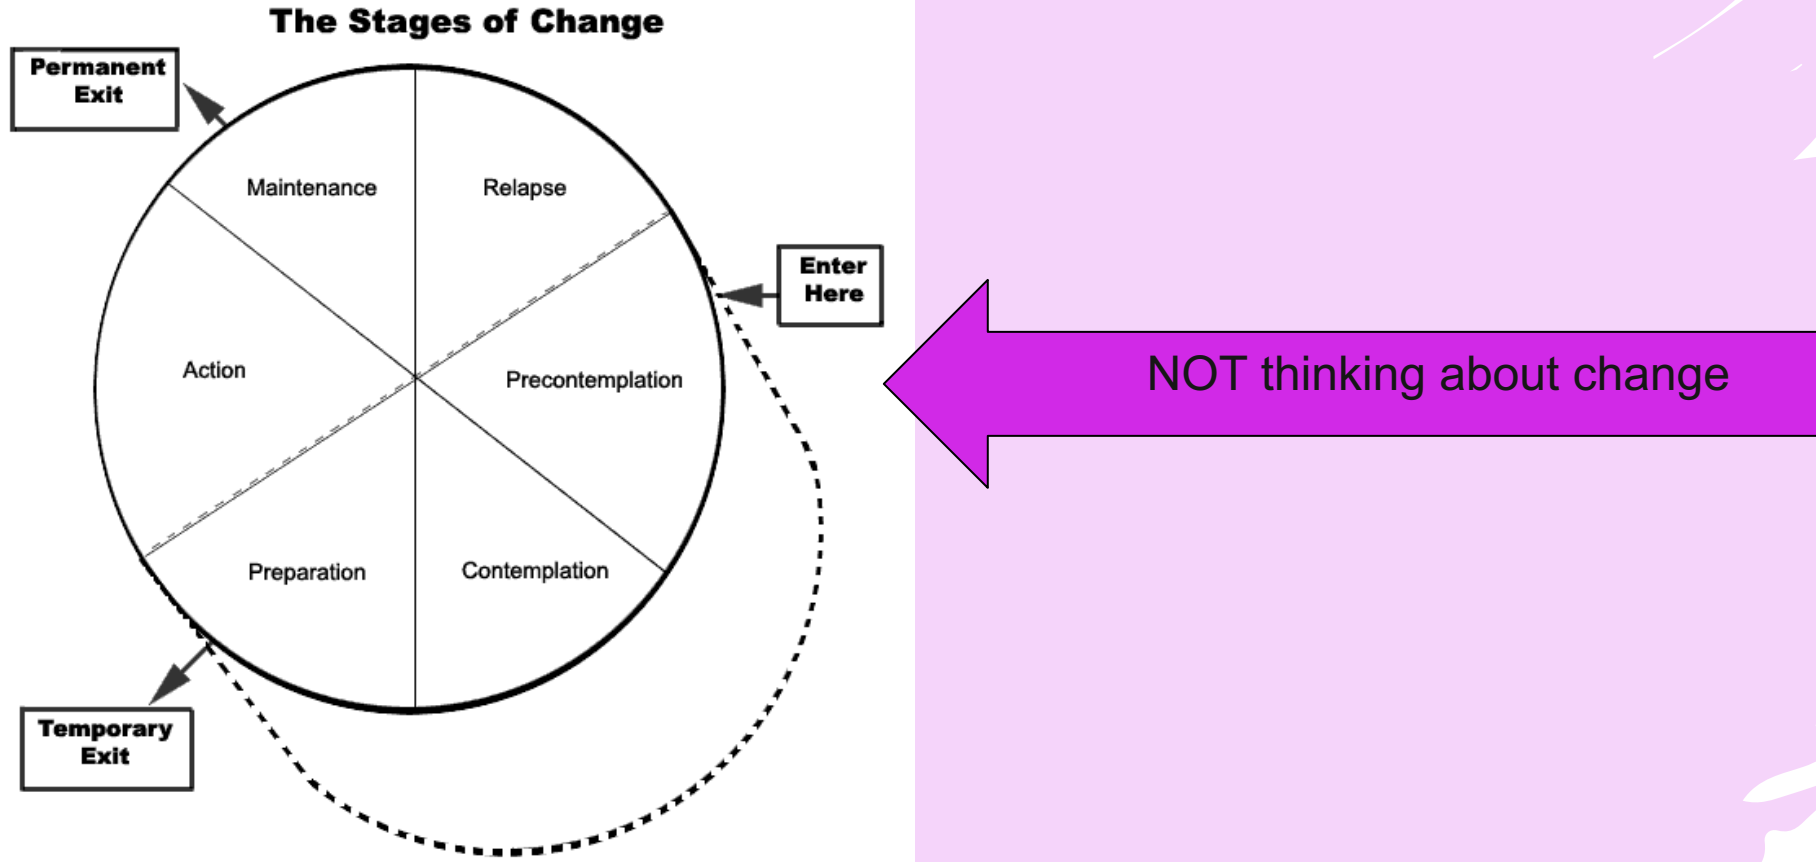 The Stages of Change
Permanent
Exit
Maintenance
Relapse
Enter
Here
NOT thinking about change
Action
Precontemplation
Preparation
Contemplation
Temporary
Exit